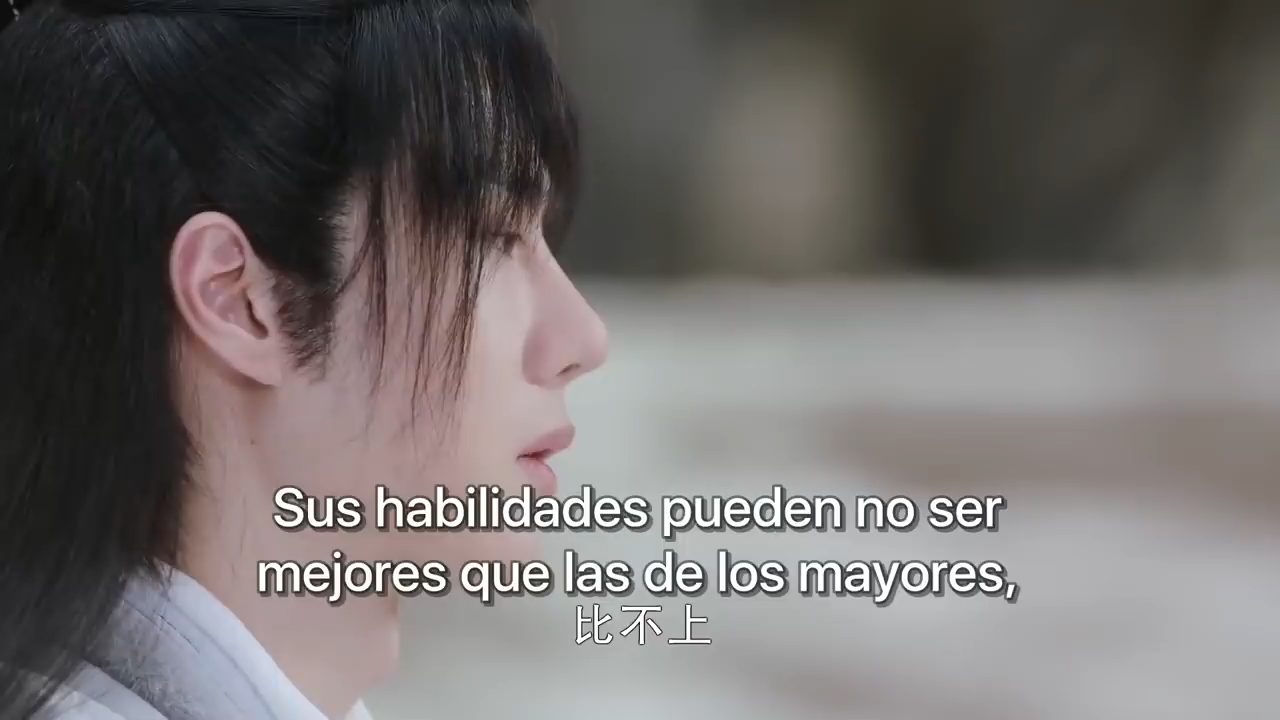 Sus habilidades pueden no ser
mejores que las de los mayores,
比不上